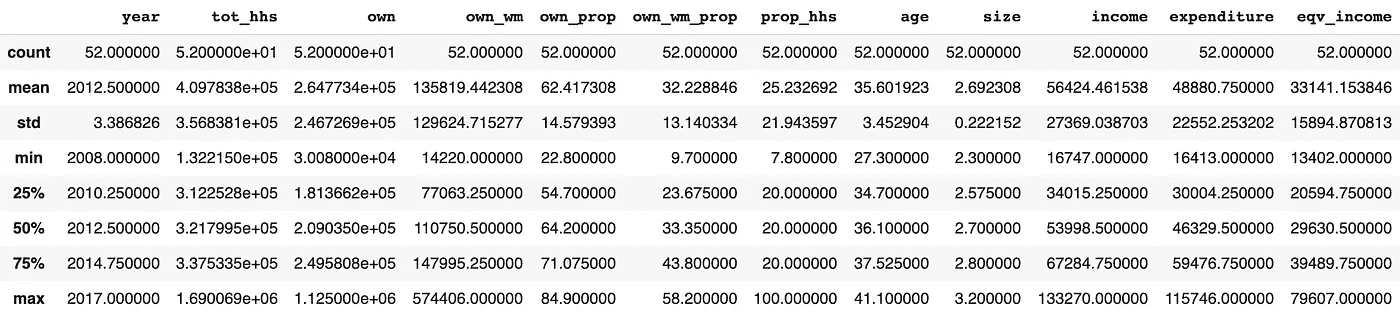 year tot_hhs own own_wm own_prop own_wm_prop prop_hhs age size income expenditure eqv_income
count 52.000000 5.200000e+01 5.200000e+01 52.000000 52.000000 52.000000 52.000000 52.000000 52.000000 52.000000 52.000000 52.000000
mean 2012.500000 4.097838e+05 2.647734e+05 135819.442308 62.417308 32.228846 25.232692 35.601923 2.692308 56424.461538 48880.750000 33141.153846
std 3.386826 3.568381e+05 2.467269e+05 129624.715277 14.579393 13.140334 21.943597 3.452904 0.222152 27369.038703 22552.253202 15894.870813
min 2008.000000 1.322150e+05 3.008000e+04 14220.000000 22.800000 9.700000 7.800000 27.300000 2.300000 16747.000000 16413.000000 13402.000000
25% 2010.250000 3.122528e+05 1.813662e+05 77063.250000 54.700000 23.675000 20.000000 34.700000 2.575000 34015.250000 30004.250000 20594.750000
50% 2012.500000 3.217995e+05 2.090350e+05 110750.500000 64.200000 33.350000 20.000000 36.100000 2.700000 53998.500000 46329.500000 29630.500000
75% 2014.750000 3.375335e+05 2.495808e+05 147995.250000 71.075000 43.800000 20.000000 37.525000 2.800000 67284.750000 59476.750000 39489.750000
max 2017.000000 1.690069e+06 1.125000e+06 574406.000000 84.900000 58.200000 100.000000 41.100000 3.200000 133270.000000 115746.000000 79607.000000